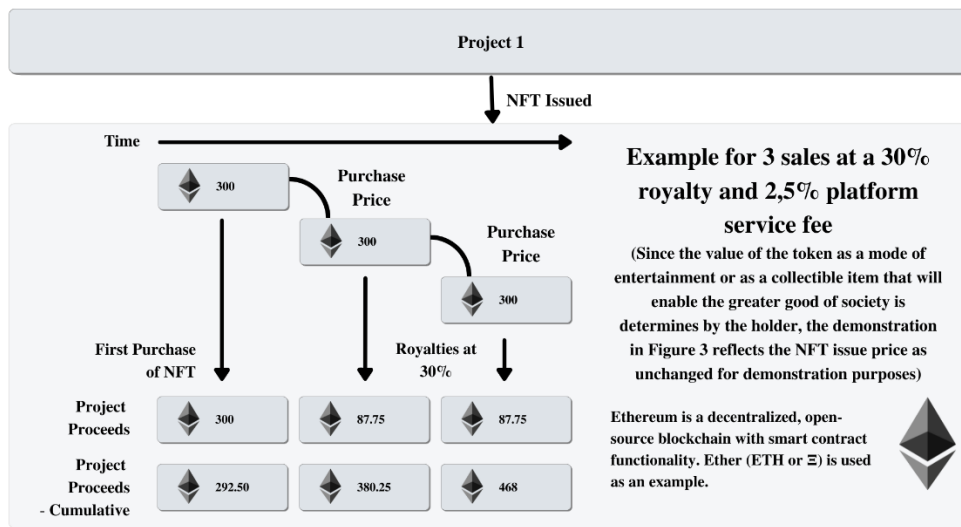 Project 1
NFT Issued
Time
300
Purchase
Price
300
Purchase
Price
300
First Purchase
of NFT
Royalties at
30%
Project
Proceeds
300
87.75
87.75
Project
Proceeds
- Cumulative
292.50
380.25
468
Example for 3 sales at a 30%
royalty and 2,5% platform
service fee
(Since the value of the token as a mode of
entertainment or as a collectible item that will
enable the greater good of society is
determines by the holder, the demonstration
in Figure 3 reflects the NFT issue price as
unchanged for demonstration purposes)
Ethereum is a decentralized, open-
source blockchain with smart contract
functionality. Ether (ETH or Ξ) is used
as an example.